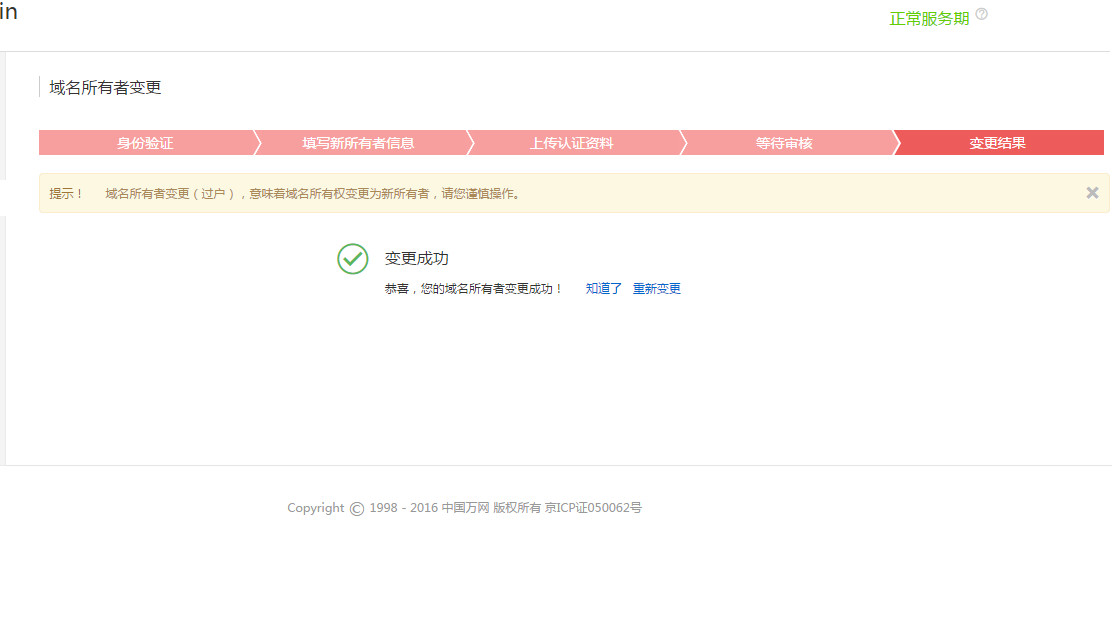 in
正常服务期
域名所有者变更
身份验证 填写新所有者信息 上传认证资料 等待审核 变更结果
提示！ 域名所有者变更（过户），意味着域名所有权变更为新所有者，请您谨慎操作。
变更成功
恭喜，您的域名所有者变更成功！ 知道了 重新变更
Copyright © 1998 - 2016 中国万网 版权所有 京ICP证050062号